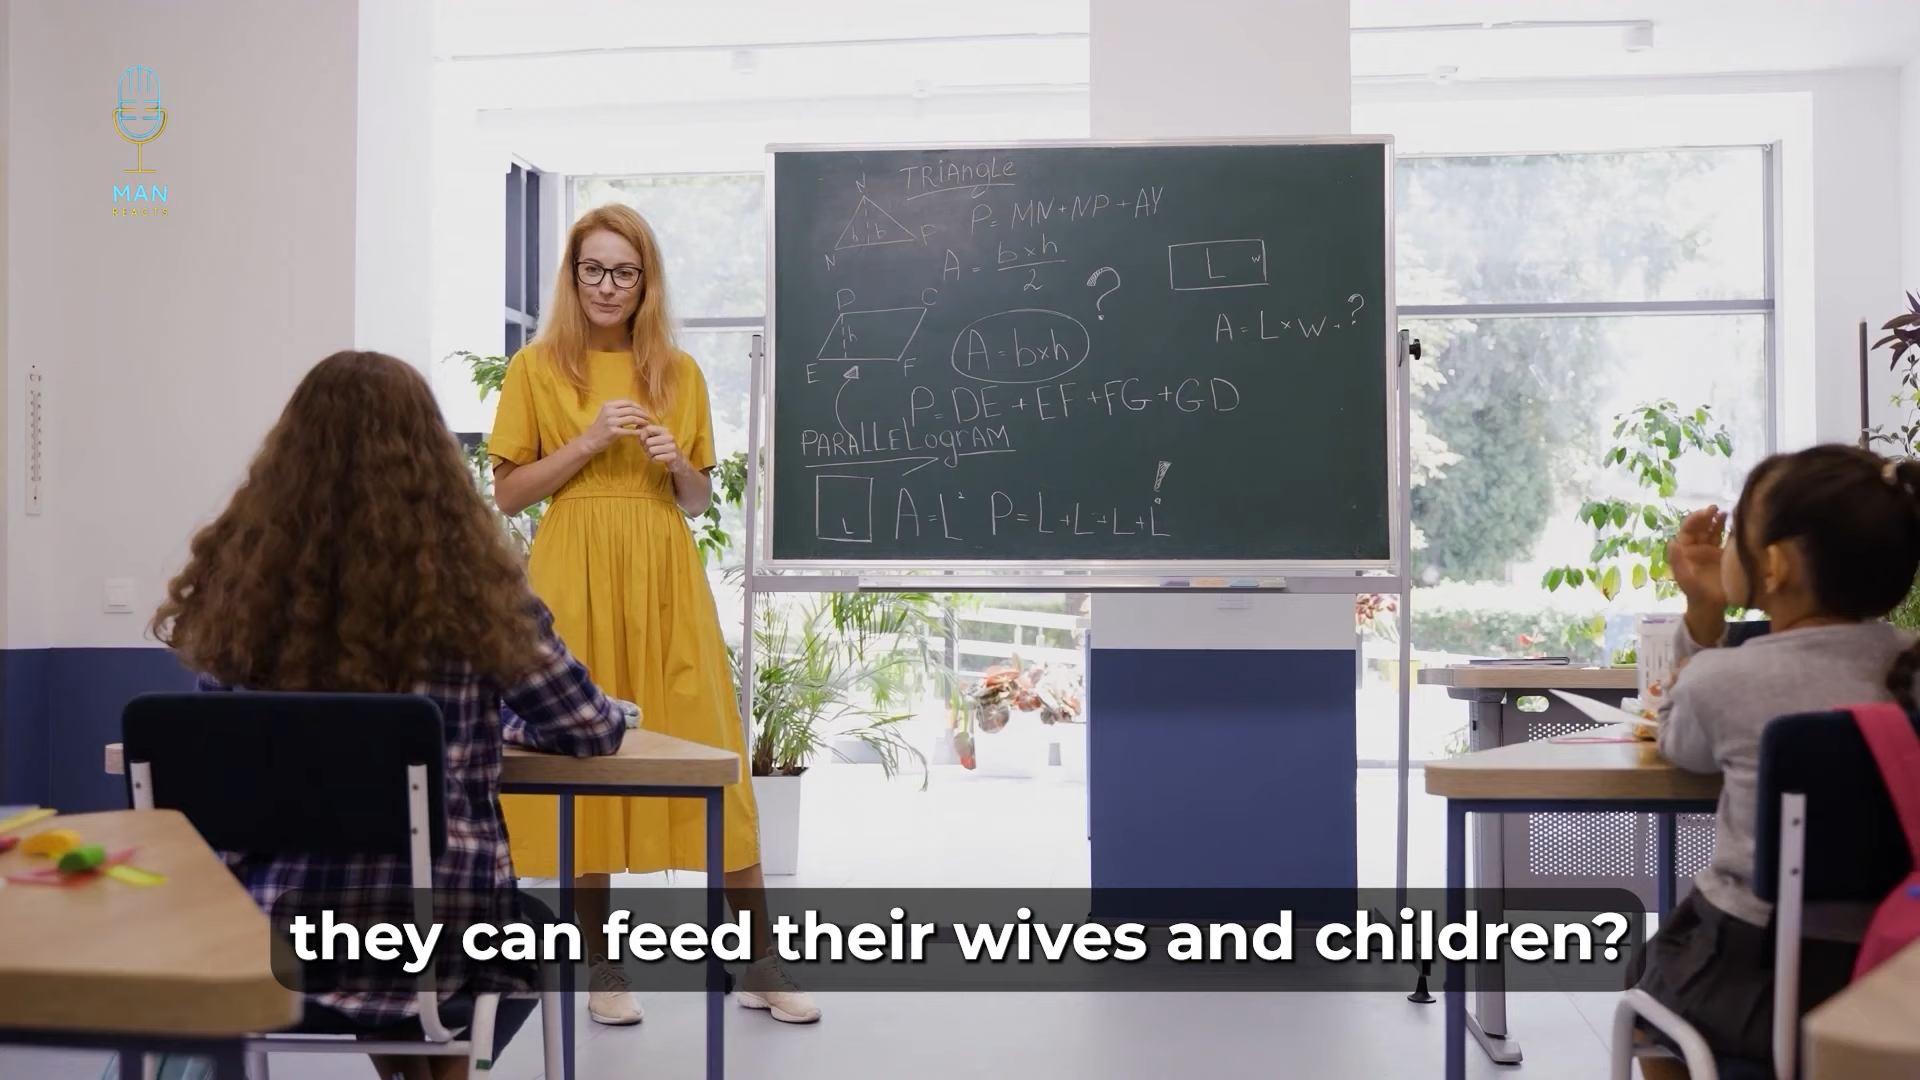 MAN
REACTS
TRIANGLE
N
h
b
P
N
P = MN + NP + AY
A = b×h
2
?
L
w
A = L × W . ?
D
C
h
E
F
A = b×h
P = DE + EF + FG + GD
PARALLELogrAM
L
A = L² P = L + L + L + L !
they can feed their wives and children?